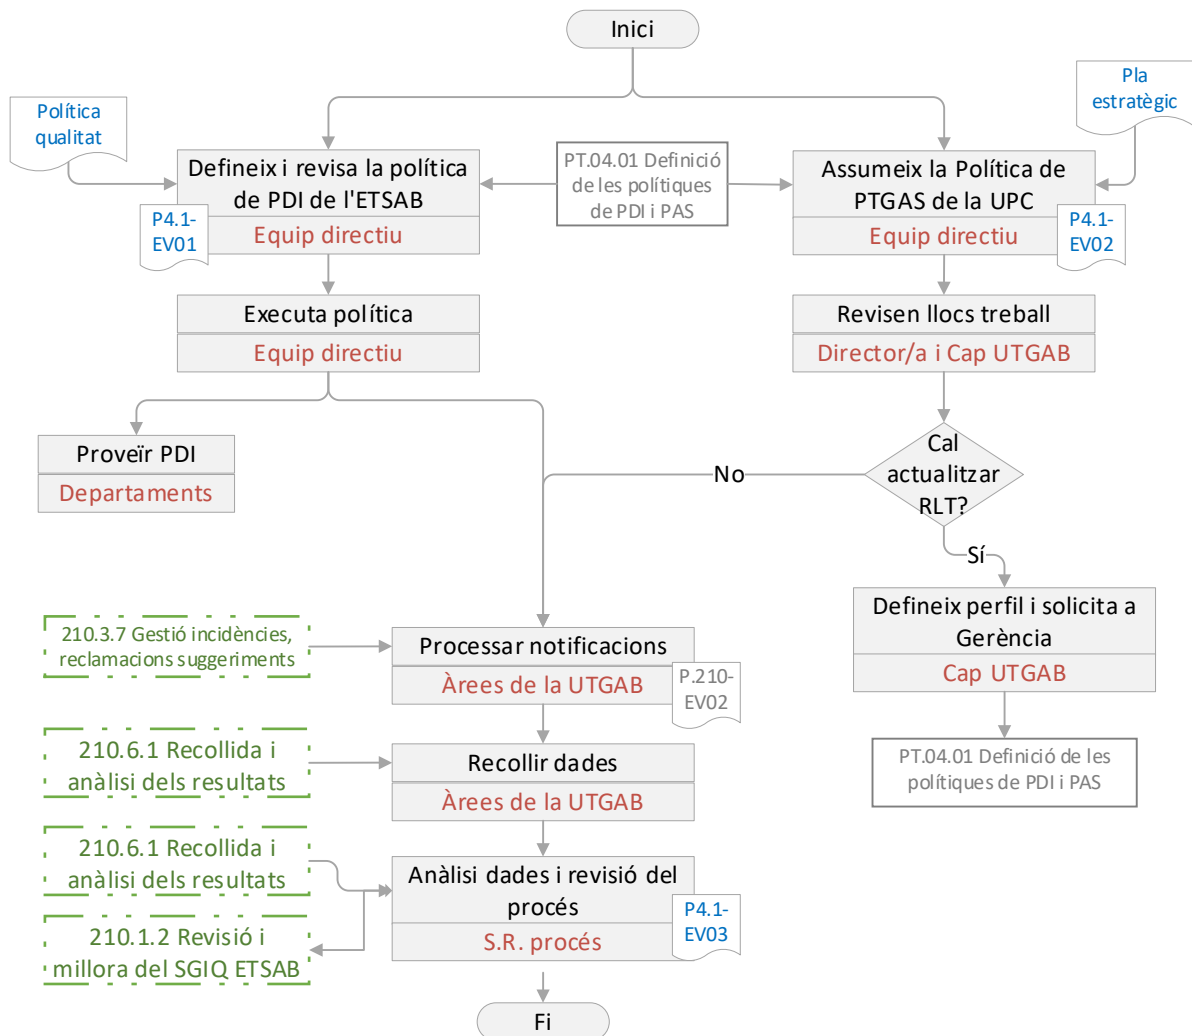 Inici
Política
qualitat
Pla
estratègic
Defineix i revisa la política
de PDI de l'ETSAB
Equip directiu
P4.1-
EV01
PT.04.01 Definició
de les polítiques
de PDI i PAS
Assumeix la Política de
PTGAS de la UPC
Equip directiu
P4.1-
EV02
Executa política
Equip directiu
Revisen llocs treball
Director/a i Cap UTGAB
Proveïr PDI
Departaments
Cal
actualitzar
RLT?
No
Sí
Defineix perfil i solicita a
Gerència
Cap UTGAB
PT.04.01 Definició de les
polítiques de PDI i PAS
210.3.7 Gestió incidències,
reclamacions suggeriments
Processar notificacions
Àrees de la UTGAB
P.210-
EV02
210.6.1 Recollida i
anàlisi dels resultats
Recollir dades
Àrees de la UTGAB
210.6.1 Recollida i
anàlisi dels resultats
Anàlisi dades i revisió del
procés
S.R. procés
P4.1-
EV03
210.1.2 Revisió i
millora del SGIQ ETSAB
Fi